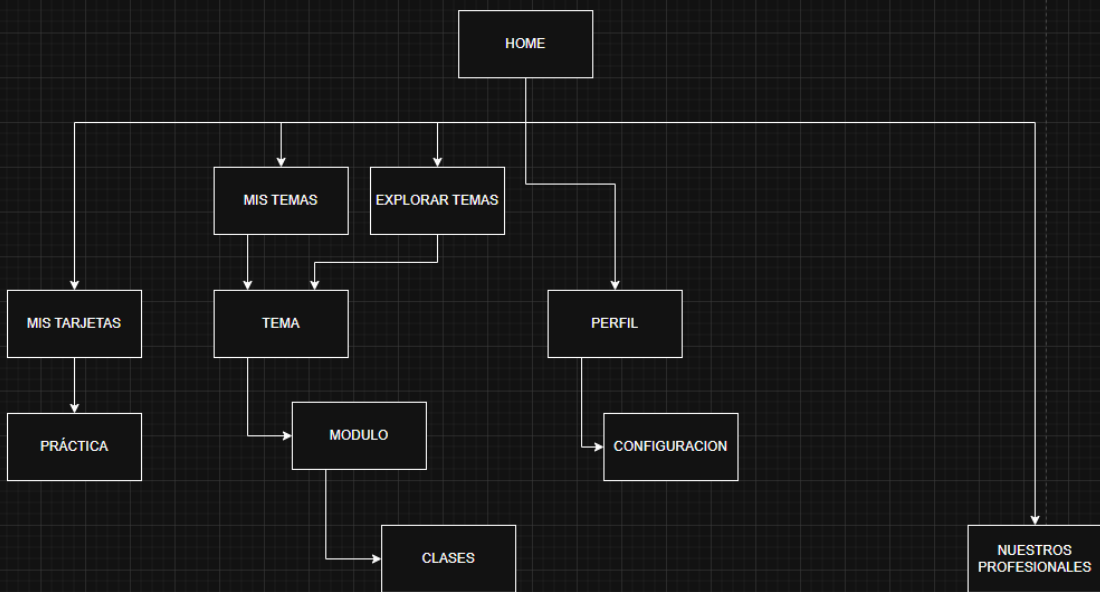 HOME
MIS TEMAS
EXPLORAR TEMAS
MIS TARJETAS
TEMA
PERFIL
MODULO
PRÁCTICA
CONFIGURACION
CLASES
NUESTROS
PROFESIONALES